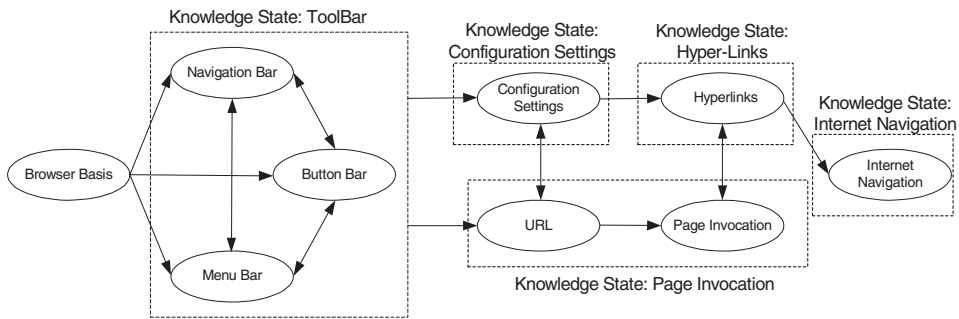 Knowledge State: ToolBar
Knowledge State:
Configuration Settings
Knowledge State:
Hyper-Links
Knowledge State:
Internet Navigation
Navigation Bar
Configuration
Settings
Hyperlinks
Browser Basis
Button Bar
Internet
Navigation
URL
Page Invocation
Menu Bar
Knowledge State: Page Invocation